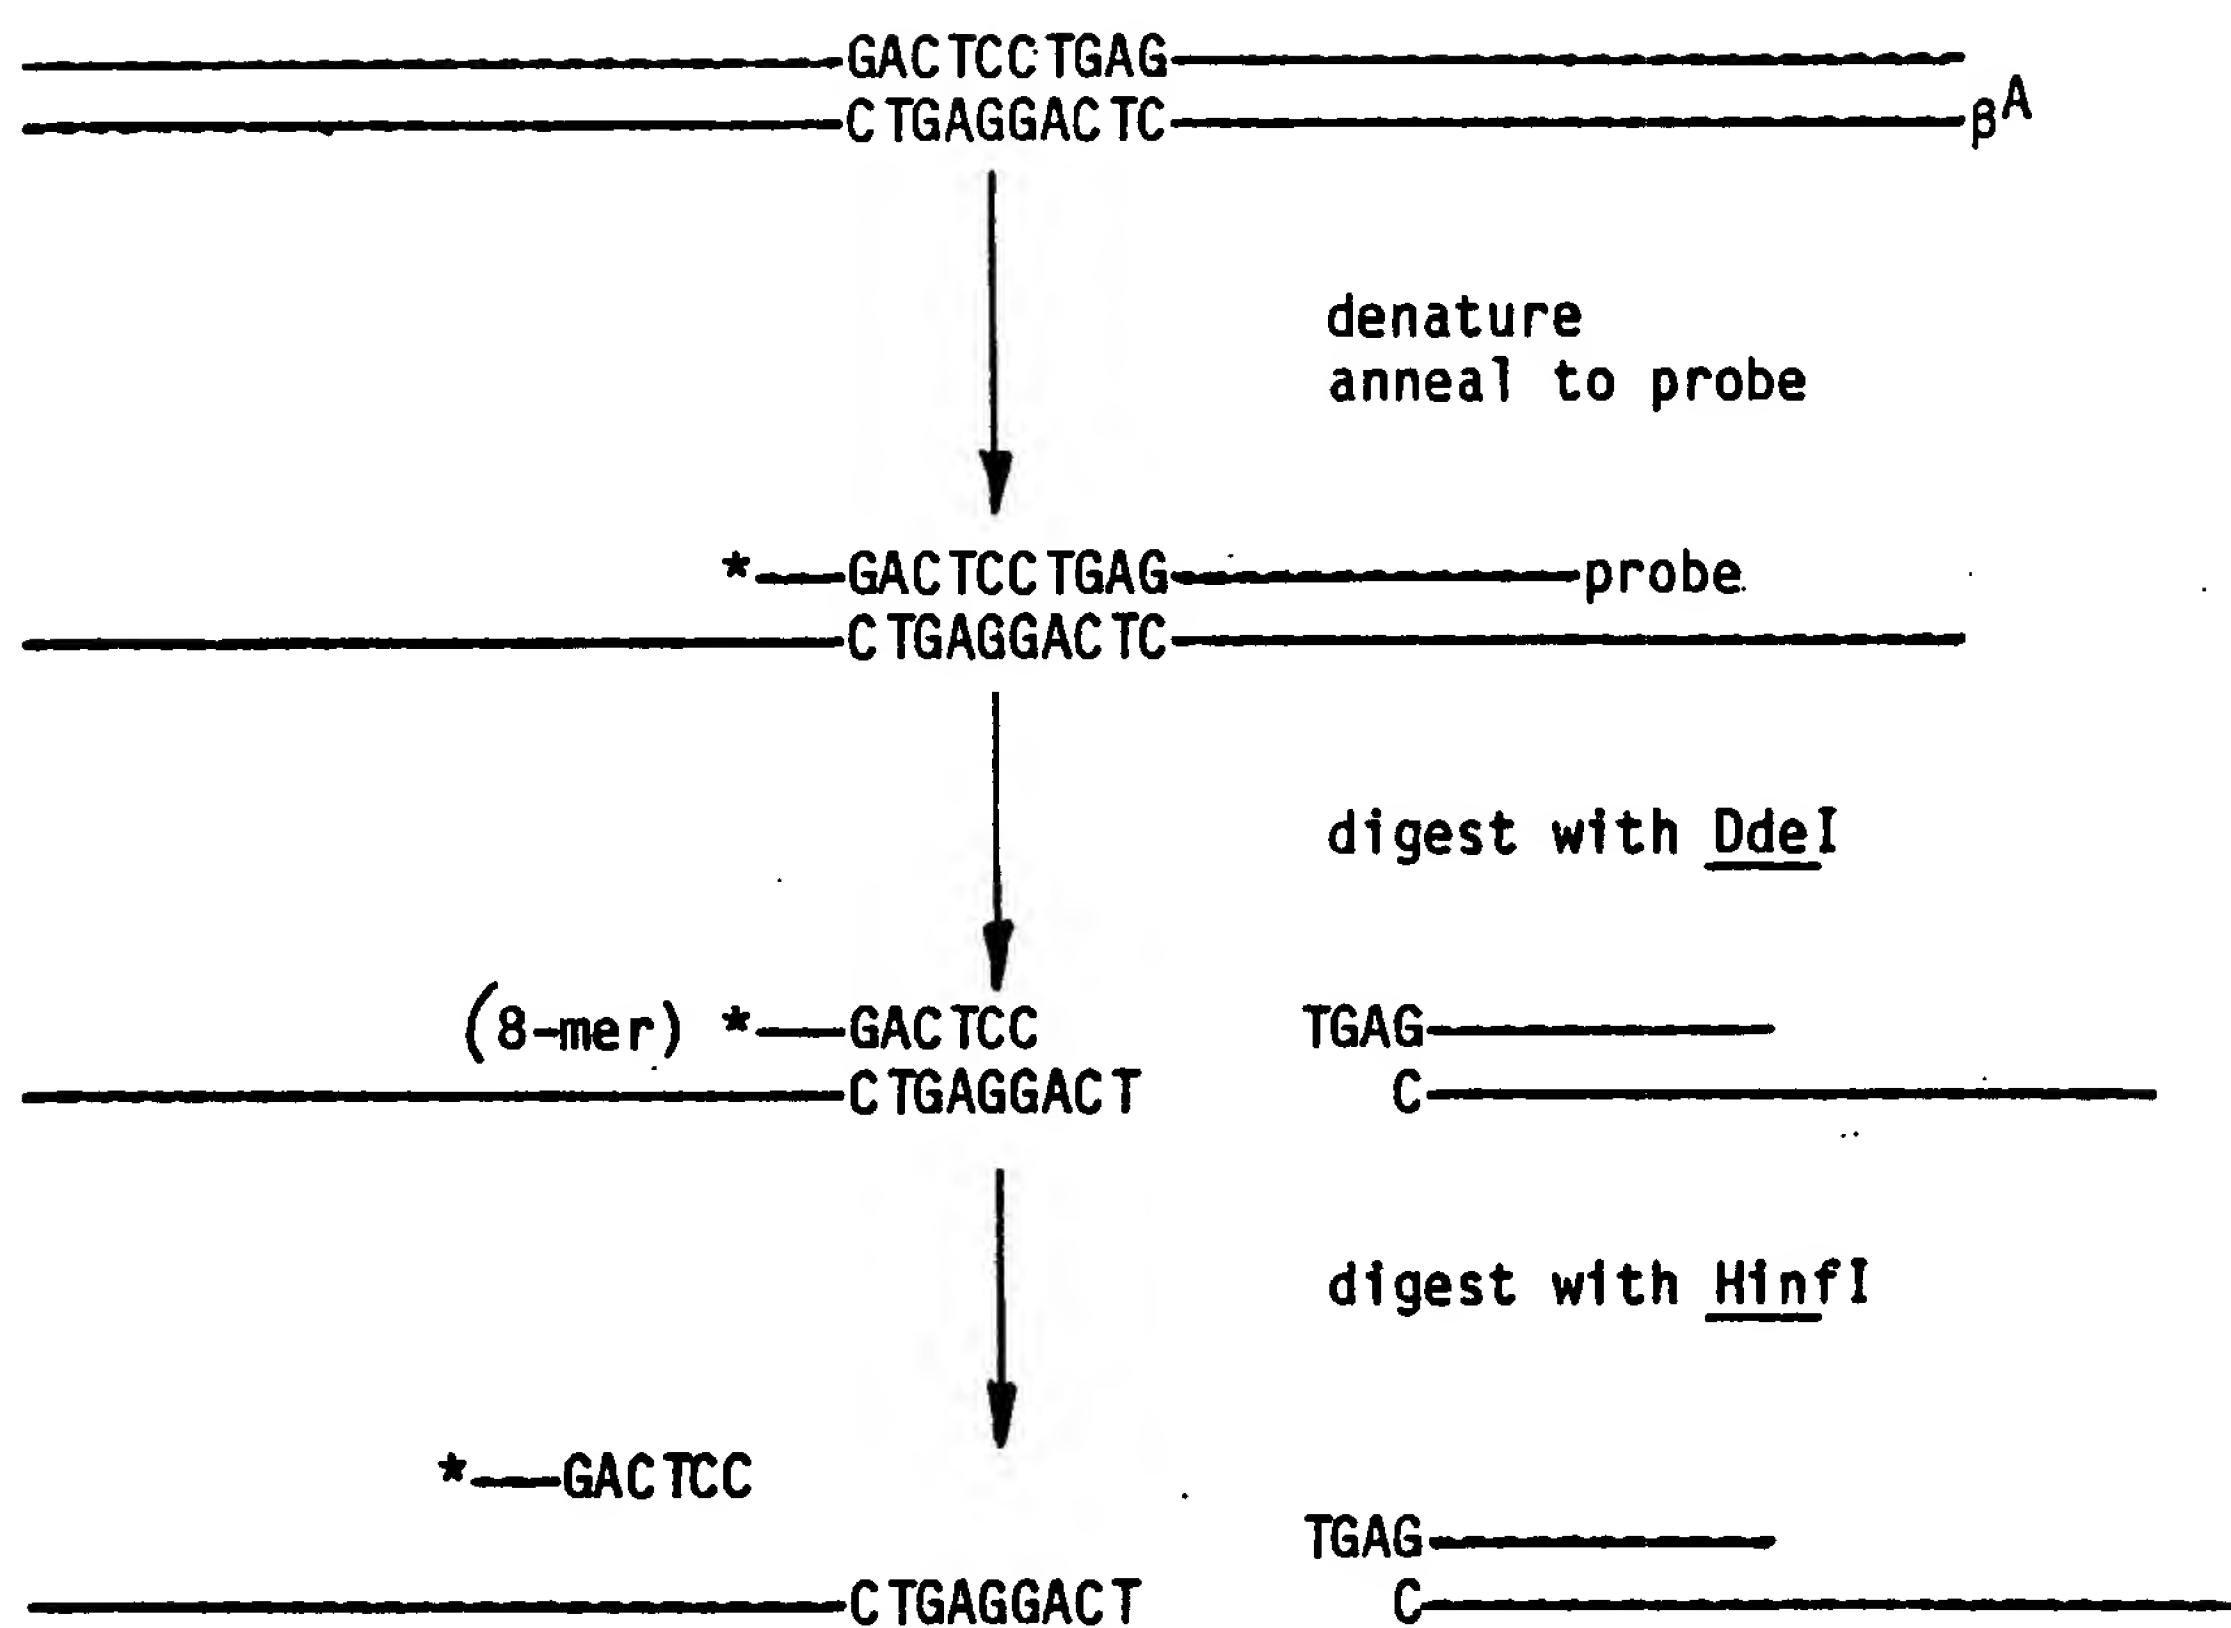 GACTCCTGAG
CTGAGGACTC βA
denature
anneal to probe
*GACTCCTGAG probe
CTGAGGACTC
digest with DdeI
(8-mer) *GACTCC TGAG
CTGAGGACT C
digest with HinfI
*GACTCC
TGAG
CTGAGGACT C